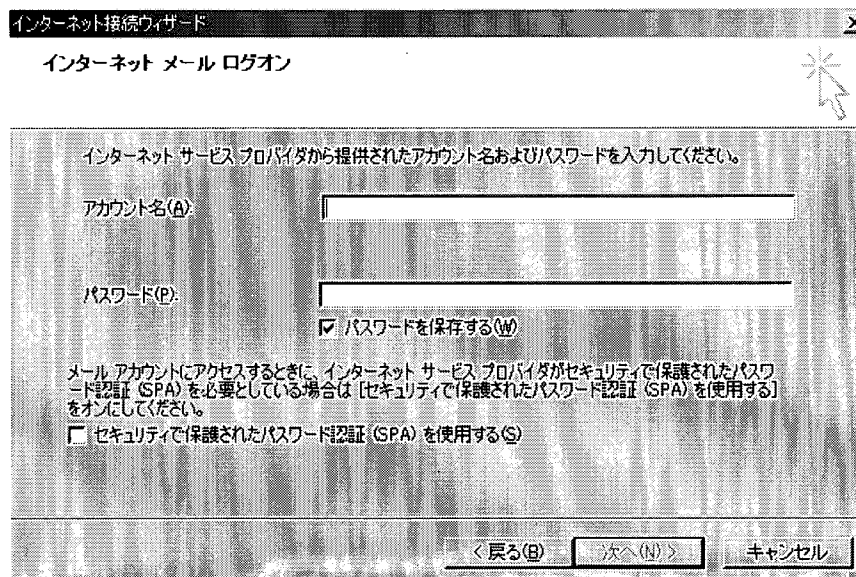 インターネット接続ウィザード
インターネット メール ログオン
インターネット サービス プロバイダから提供されたアカウント名およびパスワードを入力してください。
アカウント名(A):
パスワード(P):
パスワードを保存する(W)
メール アカウントにアクセスするときに、インターネット サービス プロバイダがセキュリティで保護されたパスワ
ード認証 (SPA) を必要としている場合は [セキュリティで保護されたパスワード認証 (SPA) を使用する]
をオンにしてください。
セキュリティで保護されたパスワード認証 (SPA) を使用する(S)
< 戻る(B) 次へ(N) > キャンセル